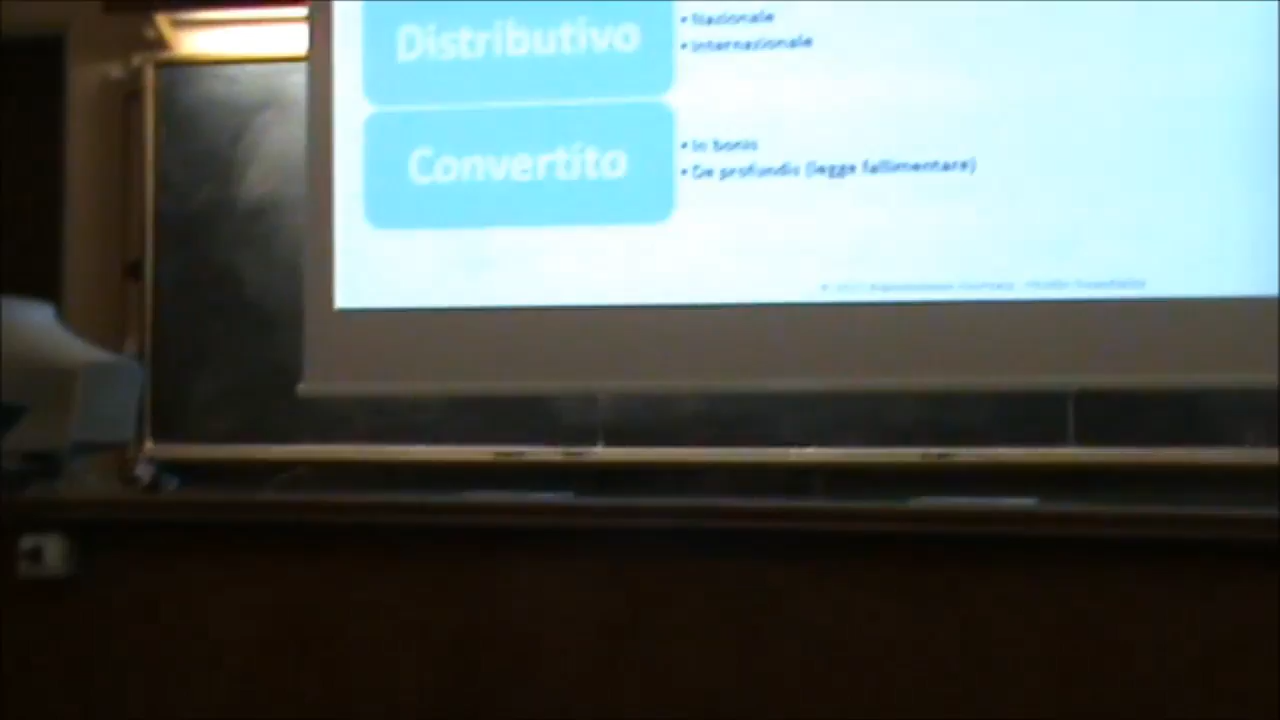 Distributivo
• Nazionale
• Internazionale
Convertito
• In bonis
• De profundis (legge fallimentare)